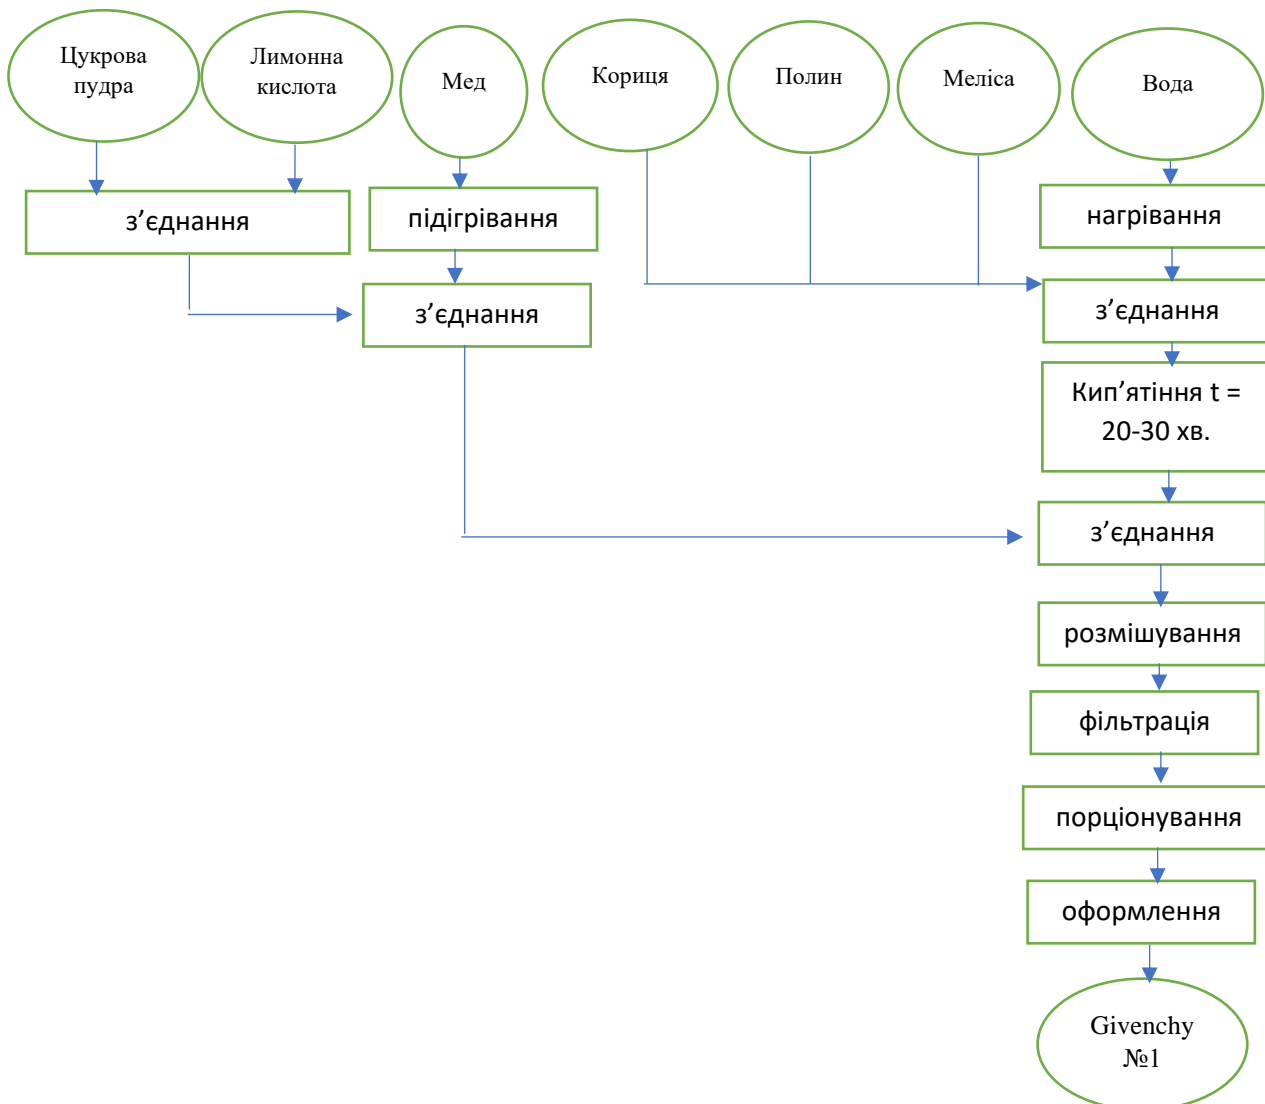 Цукрова
пудра
Лимонна
кислота
Мед
Кориця
Полин
Меліса
Вода
з’єднання
підігрівання
нагрівання
з’єднання
з’єднання
Кип’ятіння t =
20-30 хв.
з’єднання
розмішування
фільтрація
порціонування
оформлення
Givenchy
№1